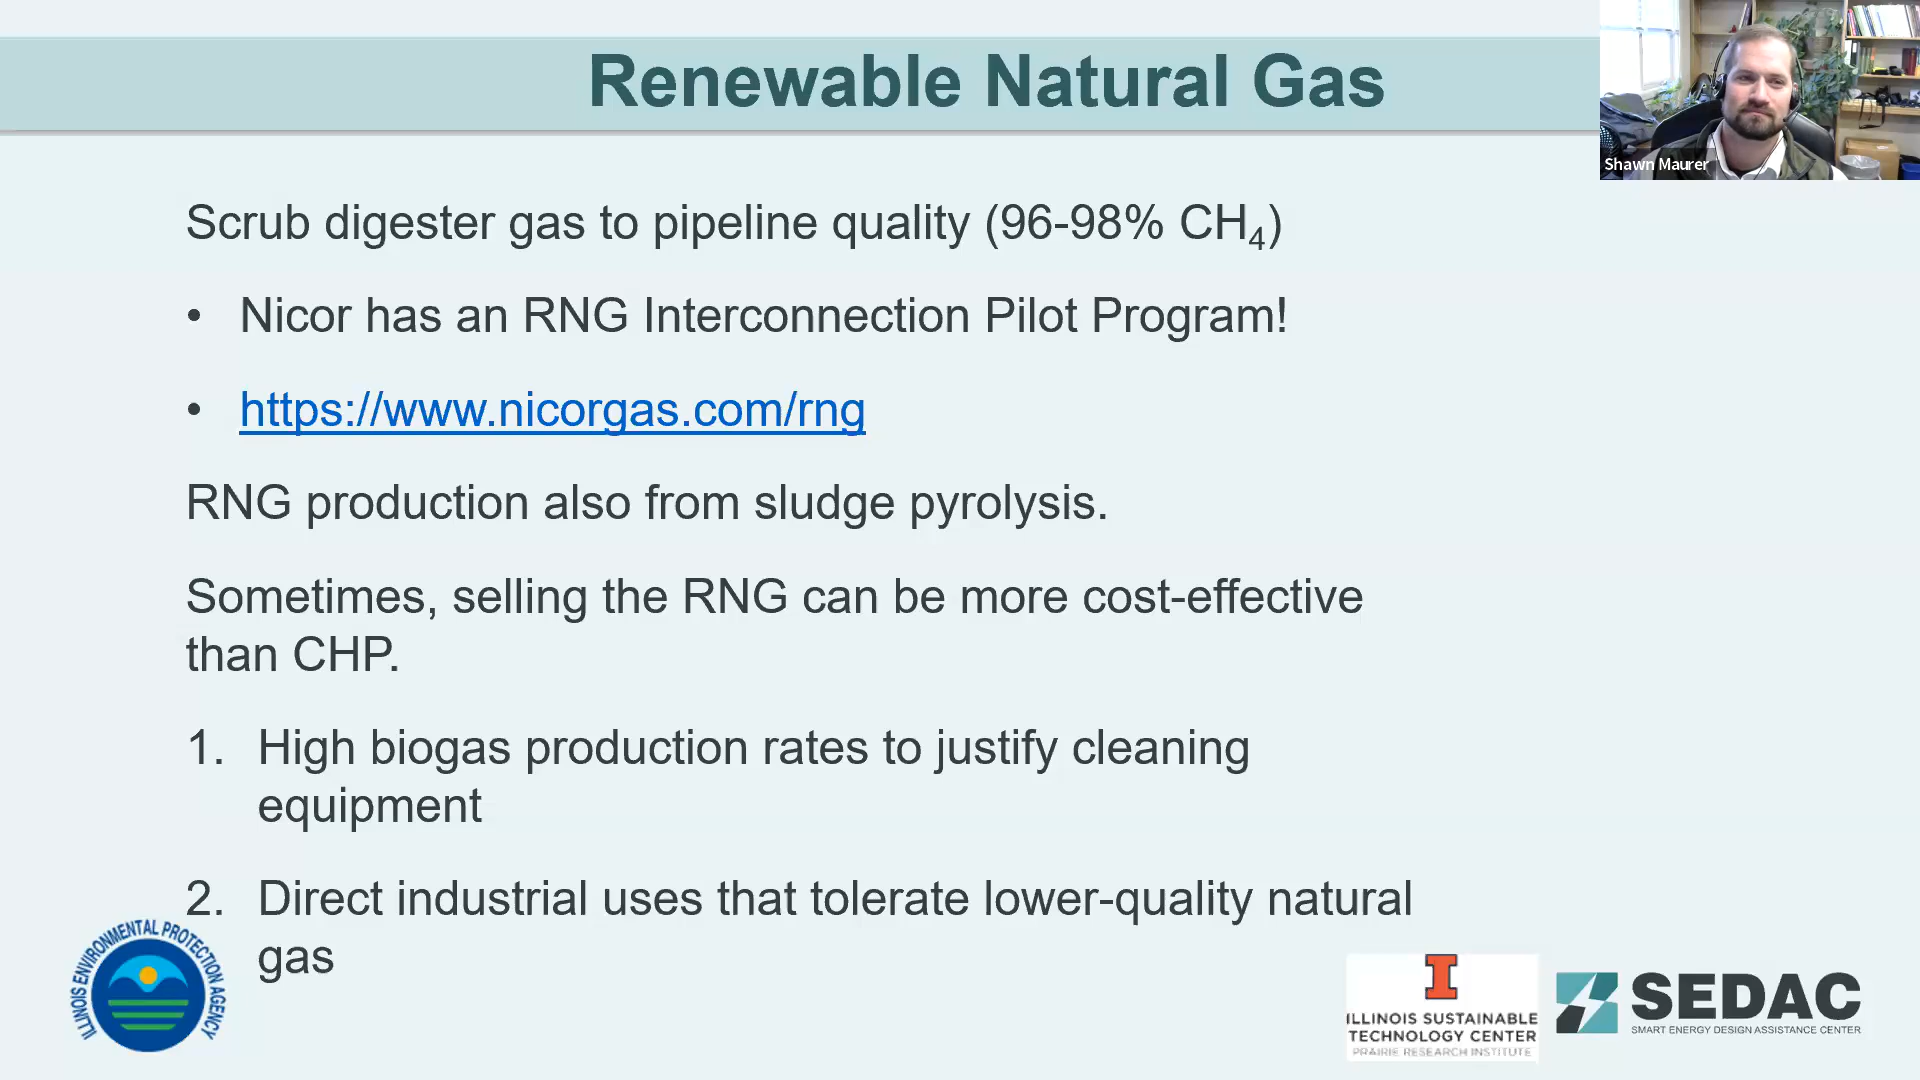 Renewable Natural Gas
Shawn Maurer
Scrub digester gas to pipeline quality (96-98% CH₄)
• Nicor has an RNG Interconnection Pilot Program!
• https://www.nicorgas.com/rng
RNG production also from sludge pyrolysis.
Sometimes, selling the RNG can be more cost-effective
than CHP.
1. High biogas production rates to justify cleaning
equipment
2. Direct industrial uses that tolerate lower-quality natural
gas
ILLINOIS ENVIRONMENTAL PROTECTION AGENCY
I
ILLINOIS SUSTAINABLE
TECHNOLOGY CENTER
PRAIRIE RESEARCH INSTITUTE
SEDAC
SMART ENERGY DESIGN ASSISTANCE CENTER